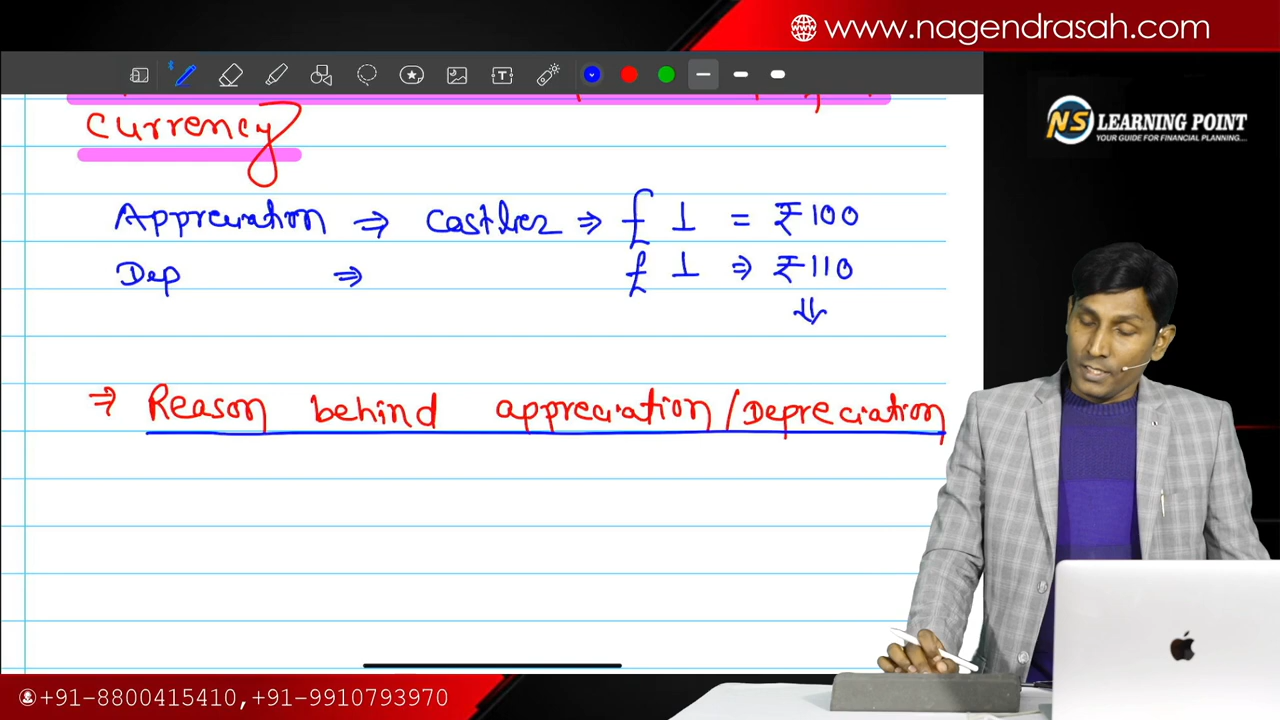 www.nagendrasah.com
NS LEARNING POINT
YOUR GUIDE FOR FINANCIAL PLANNING....
currency
Appreciation ⇒ Costlier ⇒ £ 1 = ₹100
Dep ⇒ £ 1 ⇒ ₹110
⇓
⇒ Reason behind appreciation/Depreciation
+91-8800415410,+91-9910793970